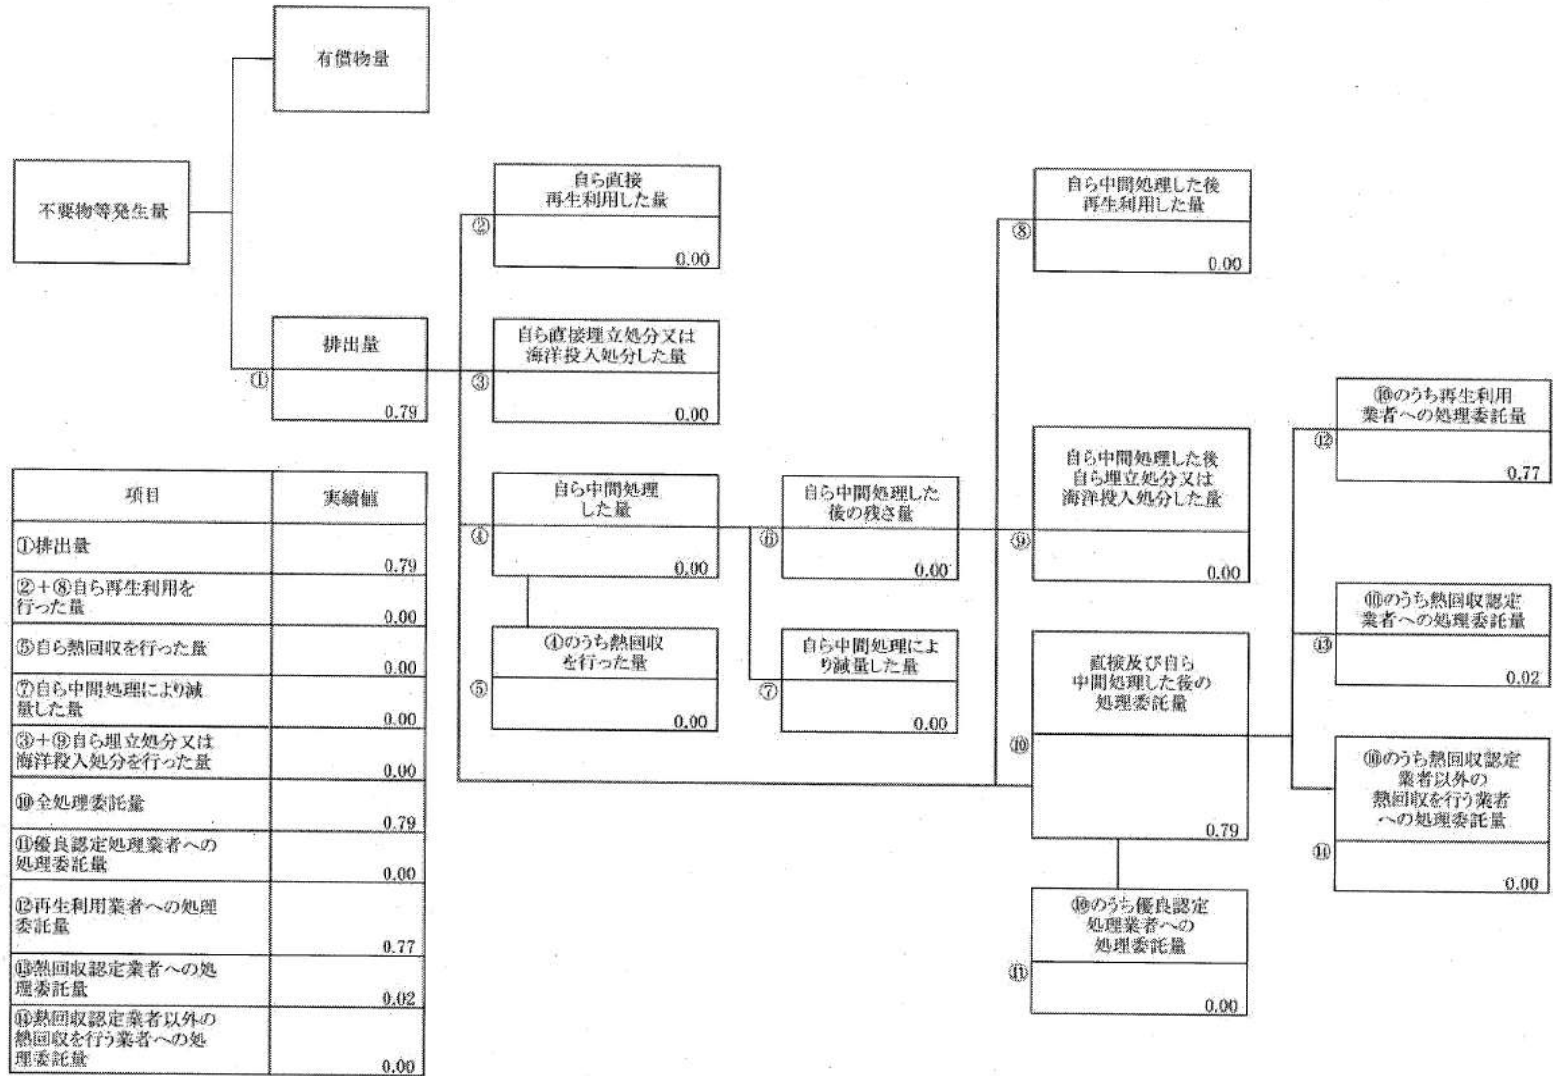 有償物量
不要物等発生量
①
排出量
0.79
②
自ら直接
再生利用した量
0.00
③
自ら直接埋立処分又は
海洋投入処分した量
0.00
④
自ら中間処理
した量
0.00
⑤
④のうち熱回収
を行った量
0.00
⑥
自ら中間処理した
後の残さ量
0.00
⑦
自ら中間処理によ
り減量した量
0.00
⑧
自ら中間処理した後
再生利用した量
0.00
⑨
自ら中間処理した後
自ら埋立処分又は
海洋投入処分した量
0.00
⑩
直接及び自ら
中間処理した後の
処理委託量
0.79
⑪
⑩のうち優良認定
処理業者への
処理委託量
0.00
⑫
⑩のうち再生利用
業者への処理委託量
0.77
⑬
⑩のうち熱回収認定
業者への処理委託量
0.02
⑭
⑩のうち熱回収認定
業者以外の
熱回収を行う業者
への処理委託量
0.00
項目 実績値
①排出量
0.79
②+⑧自ら再生利用を
行った量
0.00
⑤自ら熱回収を行った量
0.00
⑦自ら中間処理により減
量した量
0.00
③+⑨自ら埋立処分又は
海洋投入処分を行った量
0.00
⑩全処理委託量
0.79
⑪優良認定処理業者への
処理委託量
0.00
⑫再生利用業者への処理
委託量
0.77
⑬熱回収認定業者への処
理委託量
0.02
⑭熱回収認定業者以外の
熱回収を行う業者への処
理委託量
0.00